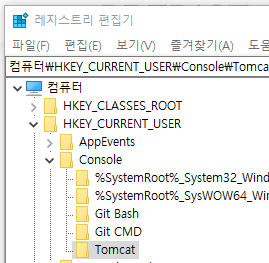 레지스트리 편집기
파일(F) 편집(E) 보기(V) 즐겨찾기(A) 도움
컴퓨터₩HKEY_CURRENT_USER₩Console₩Tomca
컴퓨터
HKEY_CLASSES_ROOT
HKEY_CURRENT_USER
AppEvents
Console
%SystemRoot%_System32_Wind
%SystemRoot%_SysWOW64_Wi
Git Bash
Git CMD
Tomcat